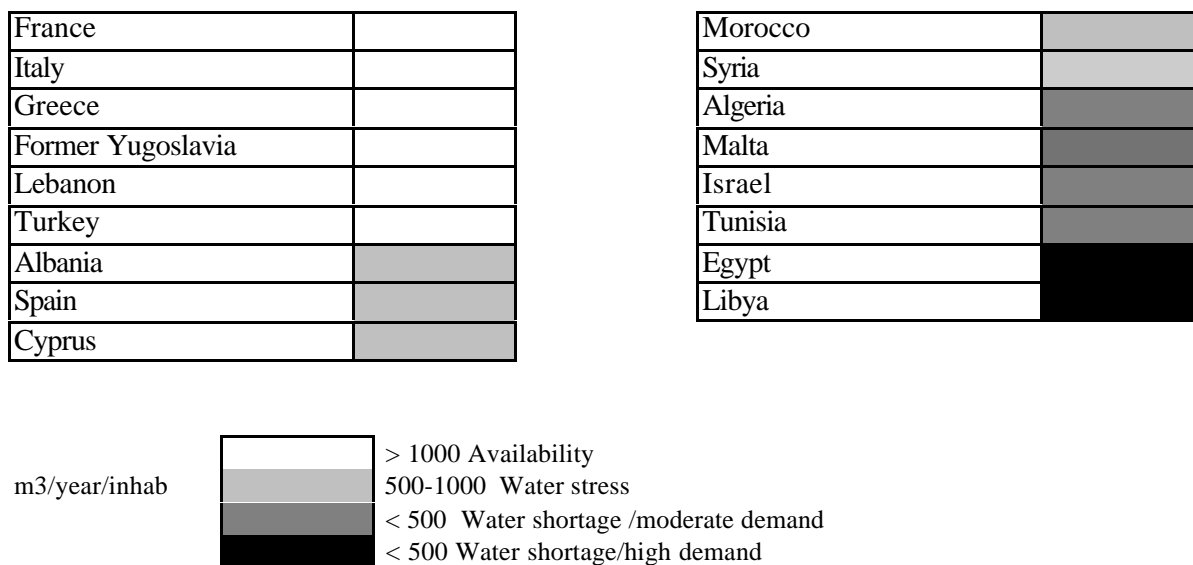 France
Italy
Greece
Former Yugoslavia
Lebanon
Turkey
Albania
Spain
Cyprus
Morocco
Syria
Algeria
Malta
Israel
Tunisia
Egypt
Libya
m3/year/inhab
> 1000 Availability
500-1000 Water stress
< 500 Water shortage /moderate demand
< 500 Water shortage/high demand